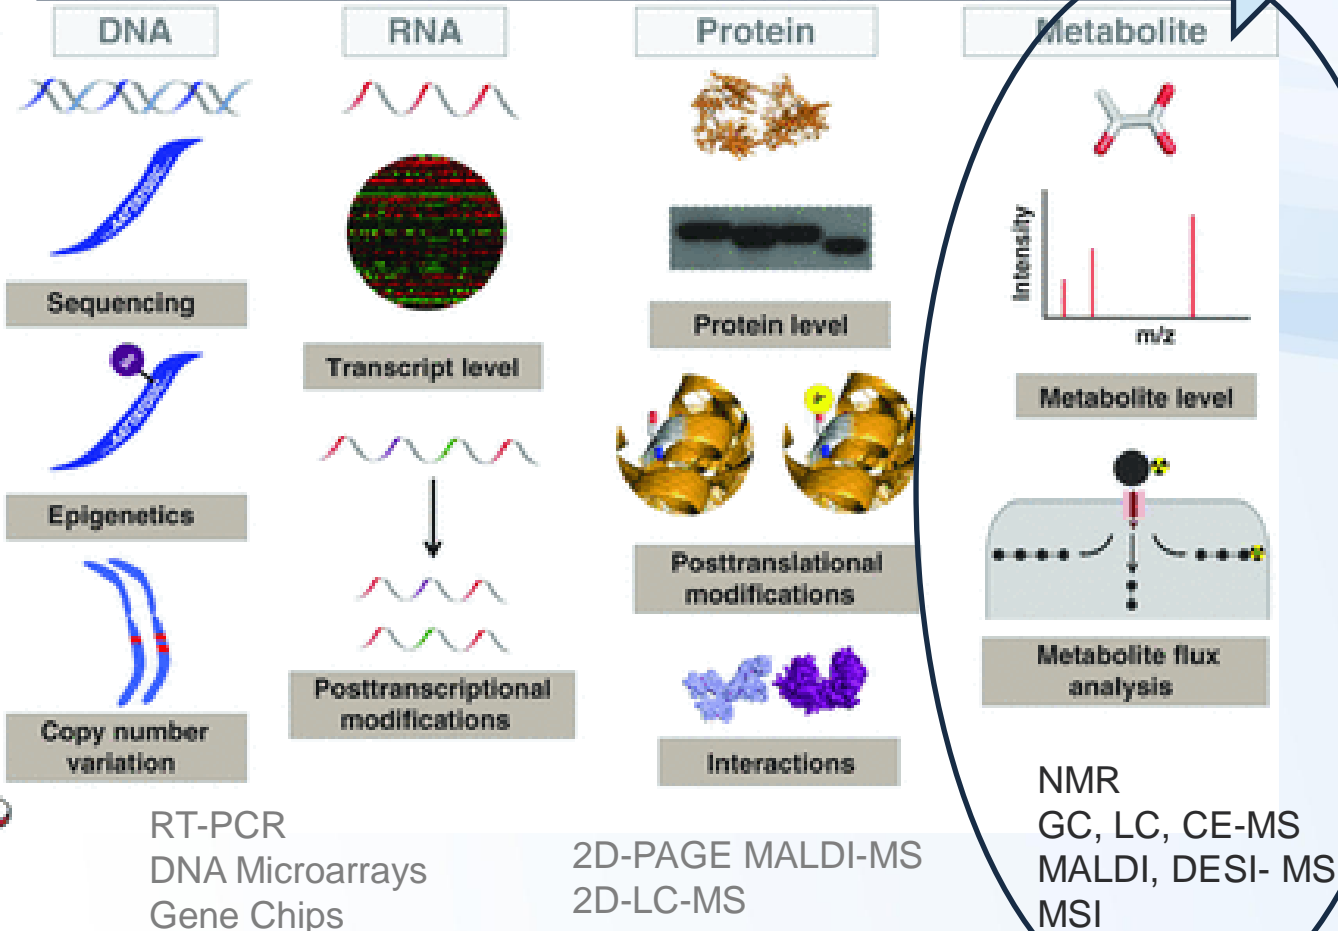 DNA
RNA
Protein
Metabolite
Sequencing
Epigenetics
Copy number
variation
Transcript level
Posttranscriptional
modifications
Protein level
Posttranslational
modifications
Interactions
Intensity
m/z
Metabolite level
Metabolite flux
analysis
RT-PCR
DNA Microarrays
Gene Chips
2D-PAGE MALDI-MS
2D-LC-MS
NMR
GC, LC, CE-MS
MALDI, DESI- MS
MSI